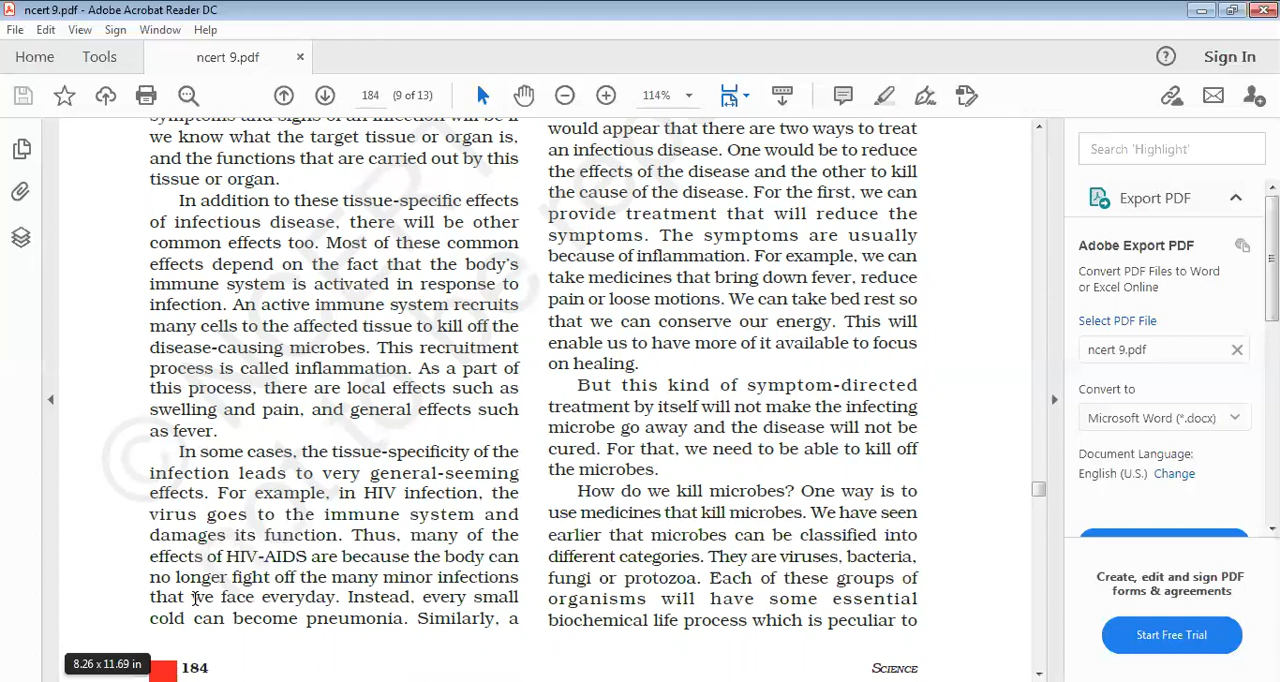 ncert 9.pdf - Adobe Acrobat Reader DC
File Edit View Sign Window Help
Home Tools ncert 9.pdf × Sign In
184 (9 of 13) 114%
symptoms and signs of an infection will be if
we know what the target tissue or organ is,
and the functions that are carried out by this
tissue or organ.
In addition to these tissue-specific effects
of infectious disease, there will be other
common effects too. Most of these common
effects depend on the fact that the body's
immune system is activated in response to
infection. An active immune system recruits
many cells to the affected tissue to kill off the
disease-causing microbes. This recruitment
process is called inflammation. As a part of
this process, there are local effects such as
swelling and pain, and general effects such
as fever.
In some cases, the tissue-specificity of the
infection leads to very general-seeming
effects. For example, in HIV infection, the
virus goes to the immune system and
damages its function. Thus, many of the
effects of HIV-AIDS are because the body can
no longer fight off the many minor infections
that we face everyday. Instead, every small
cold can become pneumonia. Similarly, a
8.26 x 11.69 in
184
would appear that there are two ways to treat
an infectious disease. One would be to reduce
the effects of the disease and the other to kill
the cause of the disease. For the first, we can
provide treatment that will reduce the
symptoms. The symptoms are usually
because of inflammation. For example, we can
take medicines that bring down fever, reduce
pain or loose motions. We can take bed rest so
that we can conserve our energy. This will
enable us to have more of it available to focus
on healing.
But this kind of symptom-directed
treatment by itself will not make the infecting
microbe go away and the disease will not be
cured. For that, we need to be able to kill off
the microbes.
How do we kill microbes? One way is to
use medicines that kill microbes. We have seen
earlier that microbes can be classified into
different categories. They are viruses, bacteria,
fungi or protozoa. Each of these groups of
organisms will have some essential
biochemical life process which is peculiar to
SCIENCE
© NCERT
not to be rep
Search 'Highlight'
Export PDF
Adobe Export PDF
Convert PDF Files to Word
or Excel Online
Select PDF File
ncert 9.pdf
Convert to
Microsoft Word (*.docx)
Document Language:
English (U.S.) Change
Create, edit and sign PDF
forms & agreements
Start Free Trial